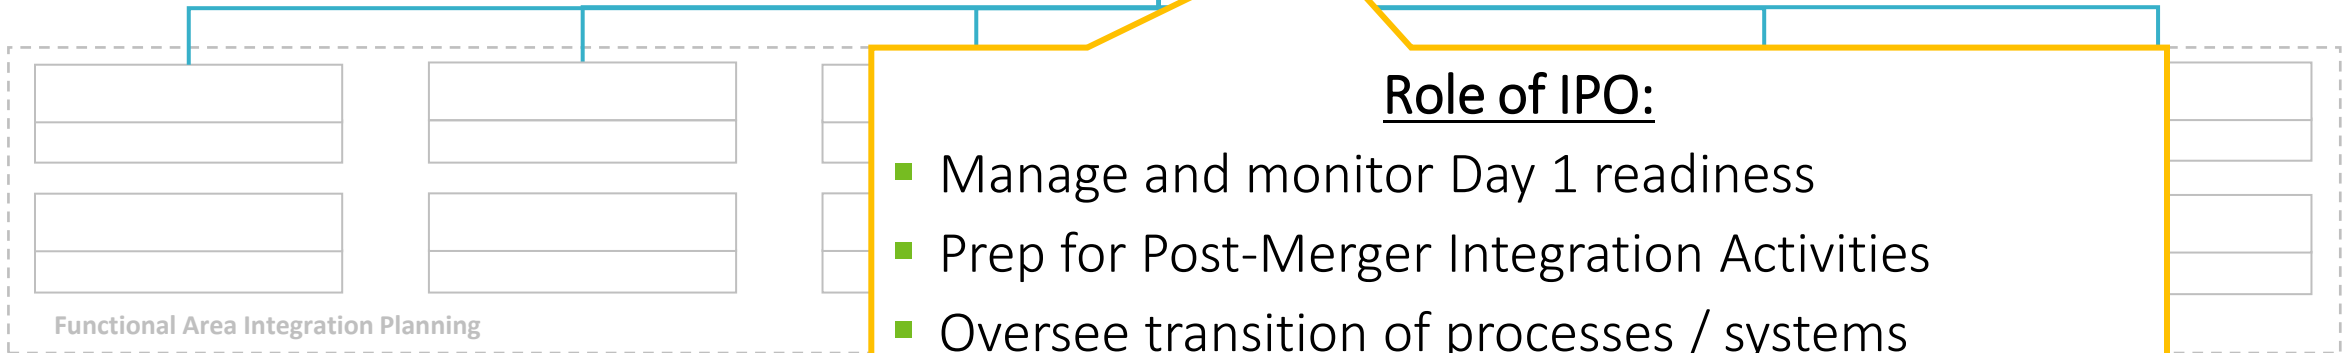 Role of IPO:
Manage and monitor Day 1 readiness
Prep for Post-Merger Integration Activities
Oversee transition of processes / systems
Functional Area Integration Planning